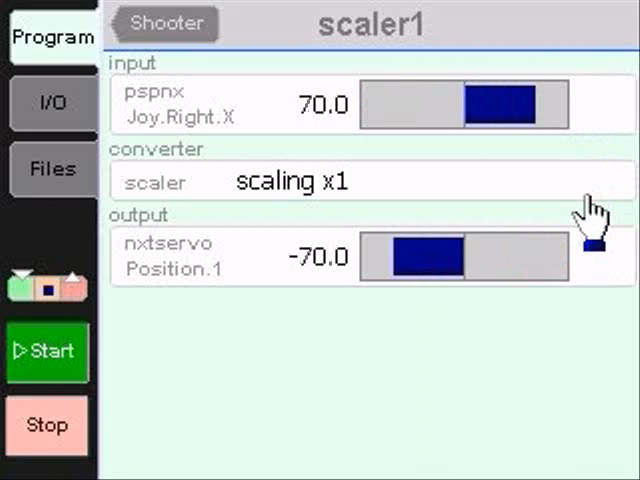 Program
Shooter
scaler1
input
I/O
pspnx
Joy.Right.X
70.0
converter
Files
scaler
scaling x1
output
nxtservo
Position.1
-70.0
Start
Stop